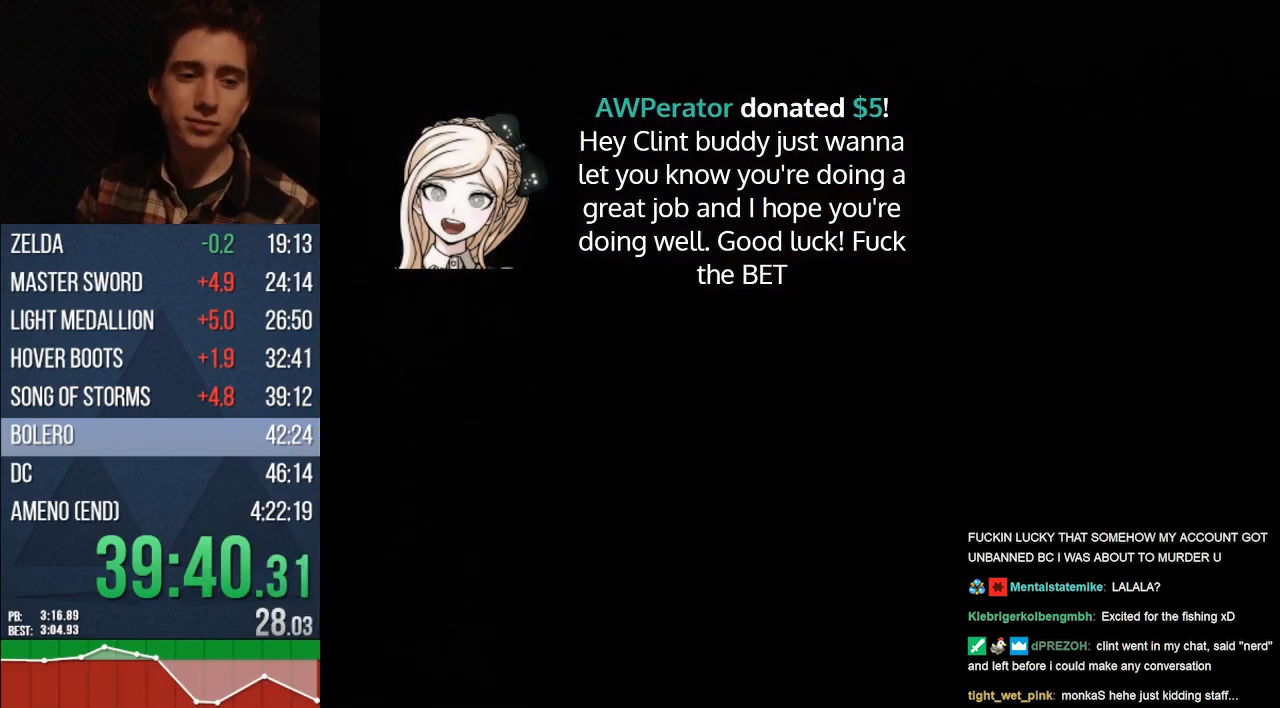 AWPerator donated $5!
Hey Clint buddy just wanna
let you know you're doing a
great job and I hope you're
doing well. Good luck! Fuck
the BET
ZELDA -0.2 19:13
MASTER SWORD +4.9 24:14
LIGHT MEDALLION +5.0 26:50
HOVER BOOTS +1.9 32:41
SONG OF STORMS +4.8 39:12
BOLERO 42:24
DC 46:14
AMENO (END) 4:22:19
39:40.31
PB: 3:16.89
BEST: 3:04.93
28.03
FUCKIN LUCKY THAT SOMEHOW MY ACCOUNT GOT
UNBANNED BC I WAS ABOUT TO MURDER U
Mentalstatemike: LALALA?
Klebrigerkolbengmbh: Excited for the fishing xD
dPREZOH: clint went in my chat, said "nerd"
and left before i could make any conversation
tight_wet_pink: monkaS hehe just kidding staff...